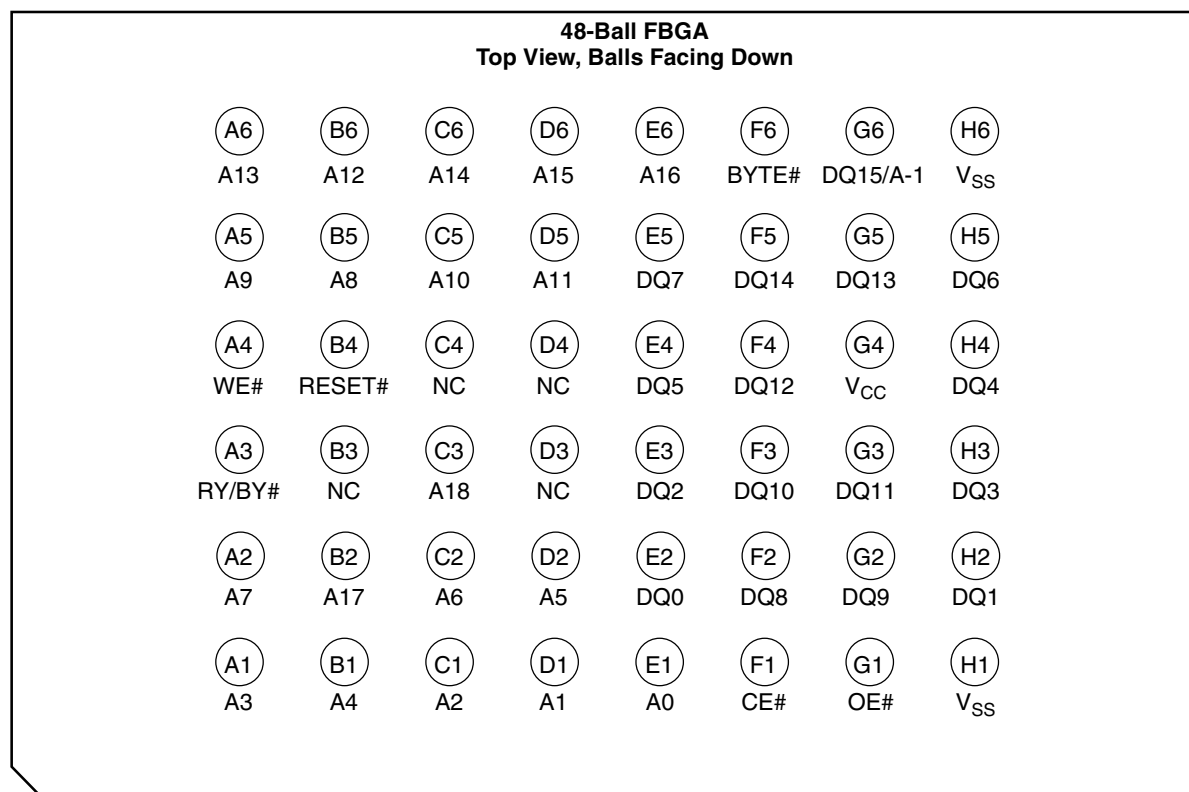 48-Ball FBGA
Top View, Balls Facing Down
A6 B6 C6 D6 E6 F6 G6 H6
A13 A12 A14 A15 A16 BYTE# DQ15/A-1 VSS
A5 B5 C5 D5 E5 F5 G5 H5
A9 A8 A10 A11 DQ7 DQ14 DQ13 DQ6
A4 B4 C4 D4 E4 F4 G4 H4
WE# RESET# NC NC DQ5 DQ12 VCC DQ4
A3 B3 C3 D3 E3 F3 G3 H3
RY/BY# NC A18 NC DQ2 DQ10 DQ11 DQ3
A2 B2 C2 D2 E2 F2 G2 H2
A7 A17 A6 A5 DQ0 DQ8 DQ9 DQ1
A1 B1 C1 D1 E1 F1 G1 H1
A3 A4 A2 A1 A0 CE# OE# VSS